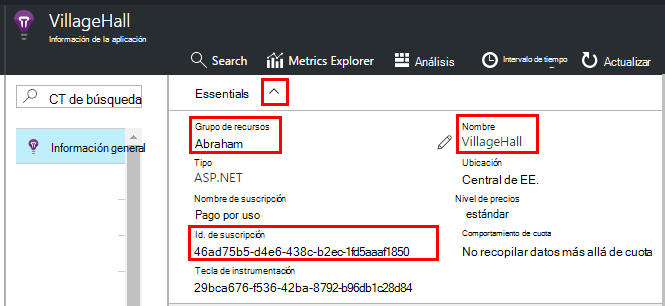 VillageHall
Información de la aplicación
Search
Metrics Explorer
Análisis
Intervalo de tiempo
Actualizar
CT de búsqueda
Información general
Essentials
Grupo de recursos
Abraham
Nombre
VillageHall
Tipo
ASP.NET
Ubicación
Central de EE.
Nombre de suscripción
Pago por uso
Nivel de precios
estándar
Id. de suscripción
46ad75b5-d4e6-438c-b2ec-1fd5aaaf1850
Comportamiento de cuota
No recopilar datos más allá de cuota
Tecla de instrumentación
29bca676-f536-42ba-8792-b96db1c28d84